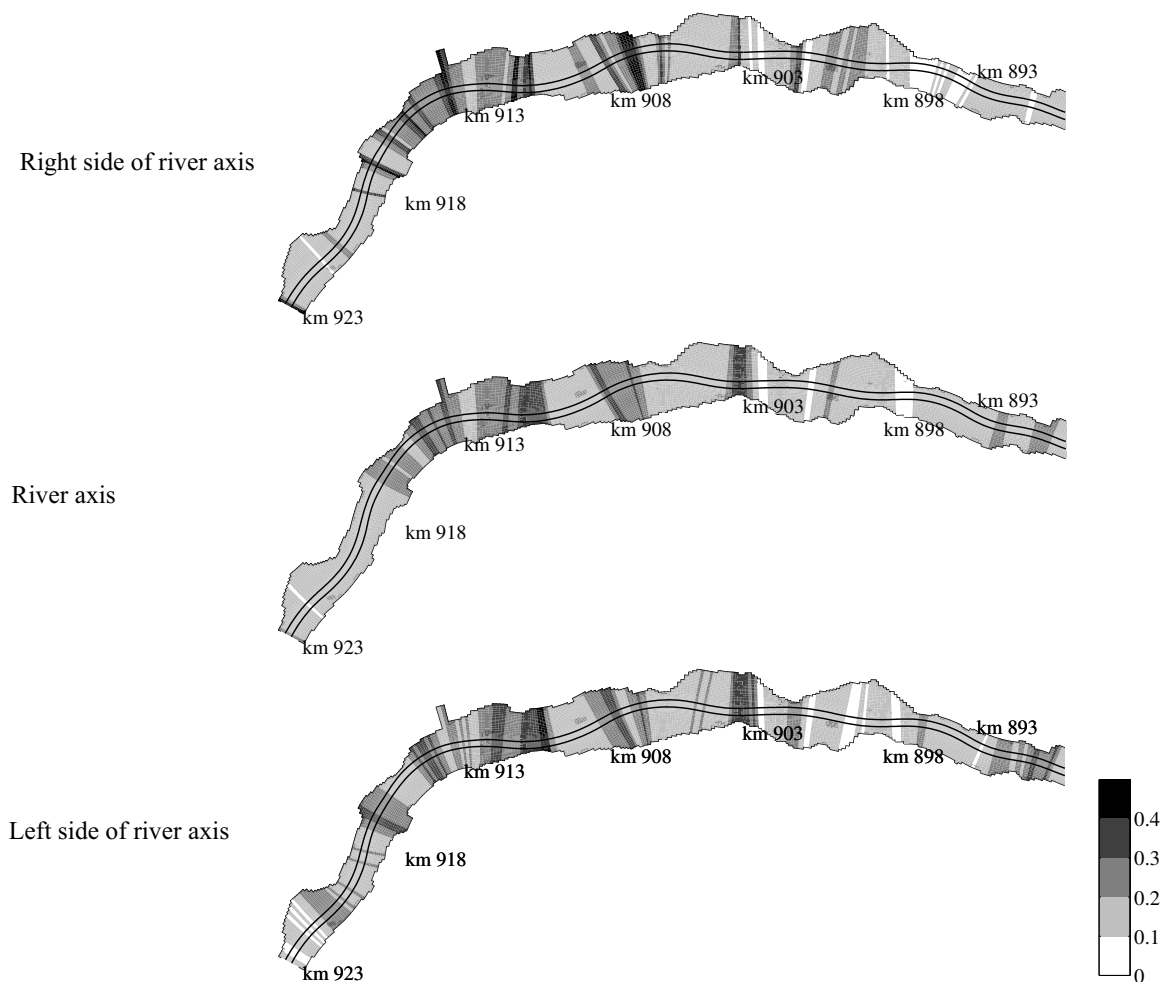 km 893
km 903
km 908
km 898
km 913
Right side of river axis
km 918
km 923
km 893
km 903
km 908
km 898
km 913
River axis
km 918
km 923
km 893
km 903
km 908
km 898
km 913
Left side of river axis
km 918
km 923
0.4
0.3
0.2
0.1
0